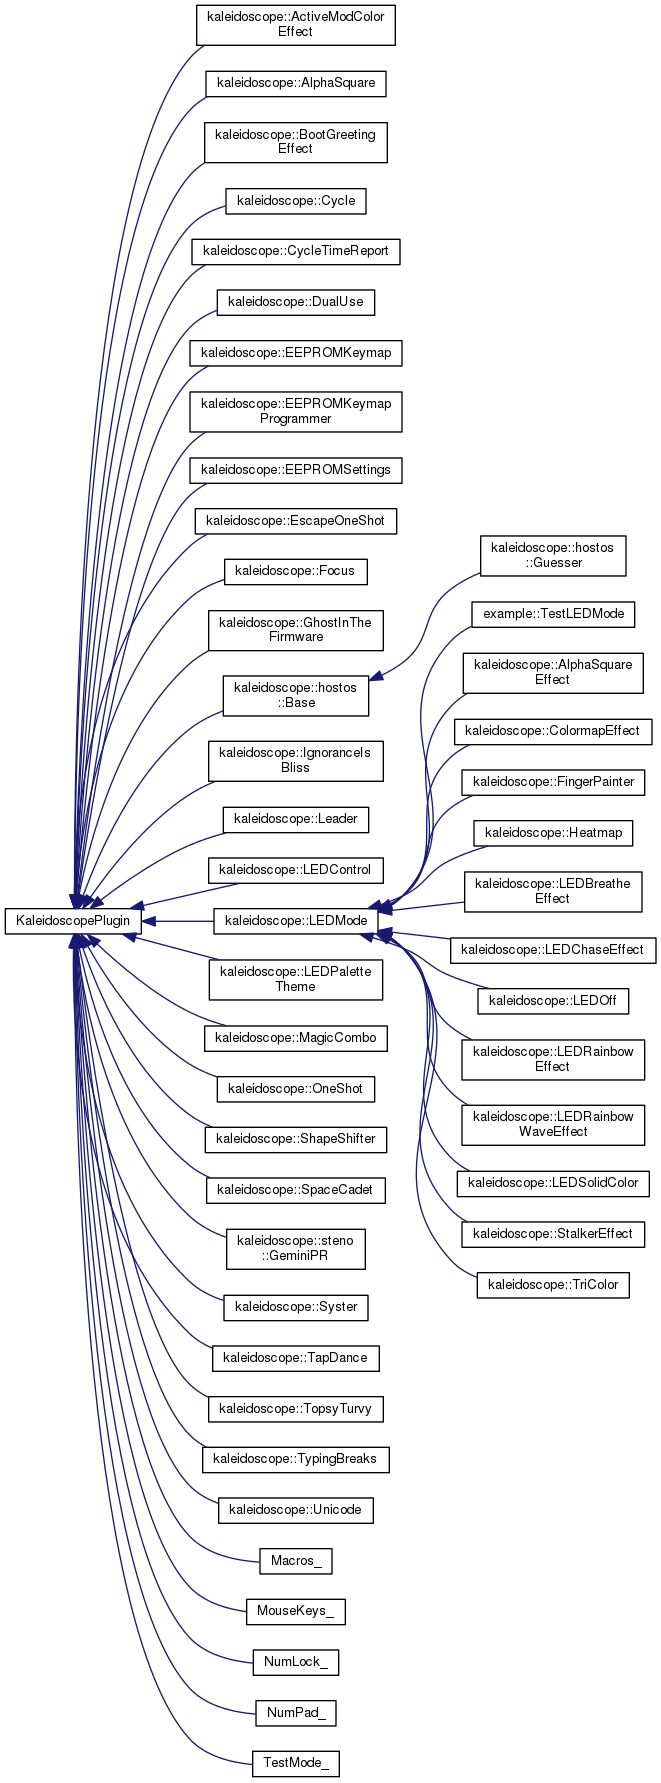 kaleidoscope::ActiveModColor
Effect
kaleidoscope::AlphaSquare
kaleidoscope::BootGreeting
Effect
kaleidoscope::Cycle
kaleidoscope::CycleTimeReport
kaleidoscope::DualUse
kaleidoscope::EEPROMKeymap
kaleidoscope::EEPROMKeymap
Programmer
kaleidoscope::EEPROMSettings
kaleidoscope::EscapeOneShot
kaleidoscope::Focus
kaleidoscope::GhostInThe
Firmware
kaleidoscope::hostos
::Base
kaleidoscope::IgnoranceIs
Bliss
kaleidoscope::Leader
kaleidoscope::LEDControl
KaleidoscopePlugin
kaleidoscope::LEDMode
kaleidoscope::LEDPalette
Theme
kaleidoscope::MagicCombo
kaleidoscope::OneShot
kaleidoscope::ShapeShifter
kaleidoscope::SpaceCadet
kaleidoscope::steno
::GeminiPR
kaleidoscope::Syster
kaleidoscope::TapDance
kaleidoscope::TopsyTurvy
kaleidoscope::TypingBreaks
kaleidoscope::Unicode
Macros_
MouseKeys_
NumLock_
NumPad_
TestMode_
kaleidoscope::hostos
::Guesser
example::TestLEDMode
kaleidoscope::AlphaSquare
Effect
kaleidoscope::ColormapEffect
kaleidoscope::FingerPainter
kaleidoscope::Heatmap
kaleidoscope::LEDBreathe
Effect
kaleidoscope::LEDChaseEffect
kaleidoscope::LEDOff
kaleidoscope::LEDRainbow
Effect
kaleidoscope::LEDRainbow
WaveEffect
kaleidoscope::LEDSolidColor
kaleidoscope::StalkerEffect
kaleidoscope::TriColor